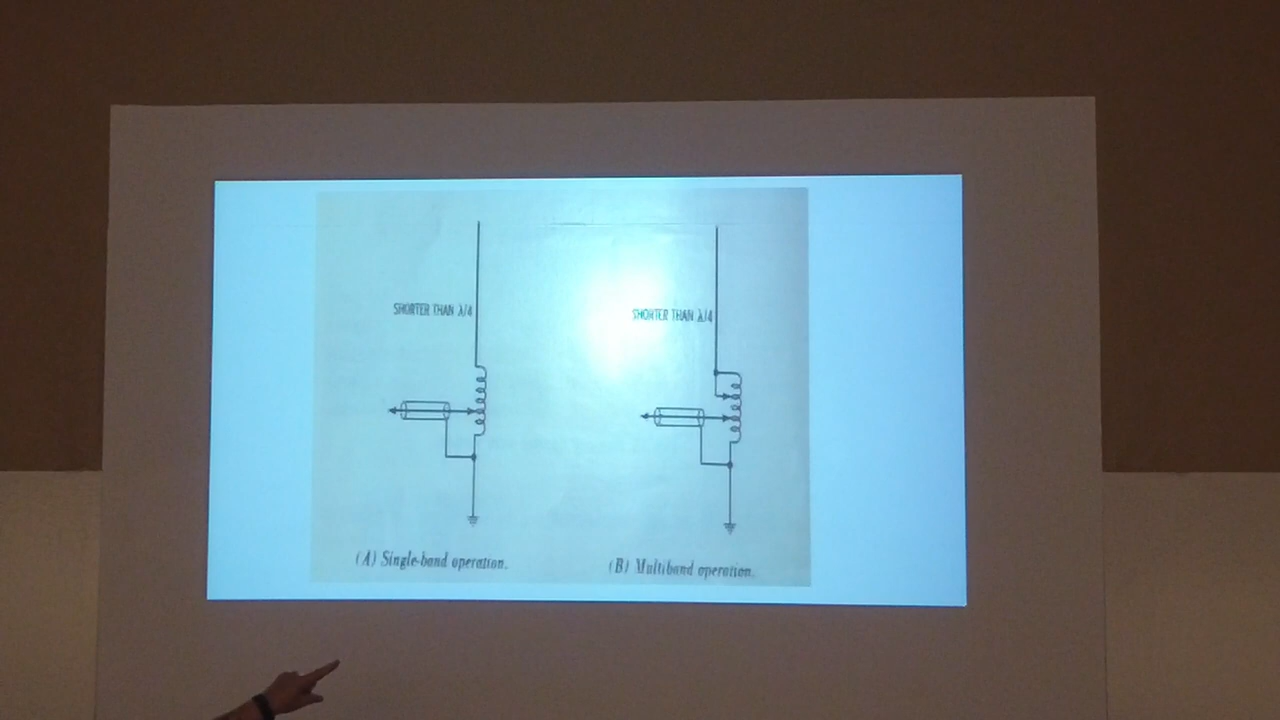 SHORTER THAN λ/4
SHORTER THAN λ/4
(A) Single-band operation.
(B) Multiband operation.